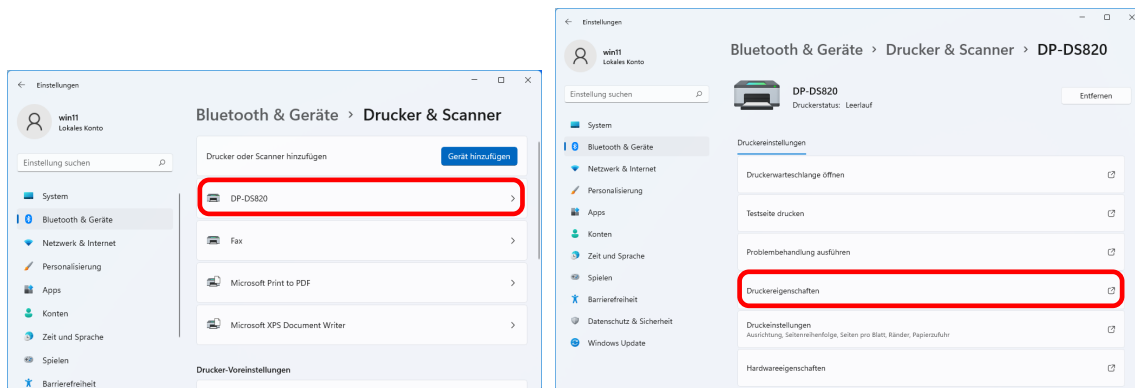 Einstellungen
win11
Lokales Konto
Einstellung suchen
System
Bluetooth & Geräte
Netzwerk & Internet
Personalisierung
Apps
Konten
Zeit und Sprache
Spielen
Barrierefreiheit
Bluetooth & Geräte > Drucker & Scanner
Drucker oder Scanner hinzufügen
Gerät hinzufügen
DP-DS820
Fax
Microsoft Print to PDF
Microsoft XPS Document Writer
Drucker-Voreinstellungen
Einstellungen
win11
Lokales Konto
Einstellung suchen
System
Bluetooth & Geräte
Netzwerk & Internet
Personalisierung
Apps
Konten
Zeit und Sprache
Spielen
Barrierefreiheit
Datenschutz & Sicherheit
Windows Update
Bluetooth & Geräte > Drucker & Scanner > DP-DS820
DP-DS820
Druckerstatus: Leerlauf
Entfernen
Druckereinstellungen
Druckerwarteschlange öffnen
Testseite drucken
Problembehandlung ausführen
Druckereigenschaften
Druckeinstellungen
Ausrichtung, Seitenreihenfolge, Seiten pro Blatt, Ränder, Papierzufuhr
Hardwareeigenschaften